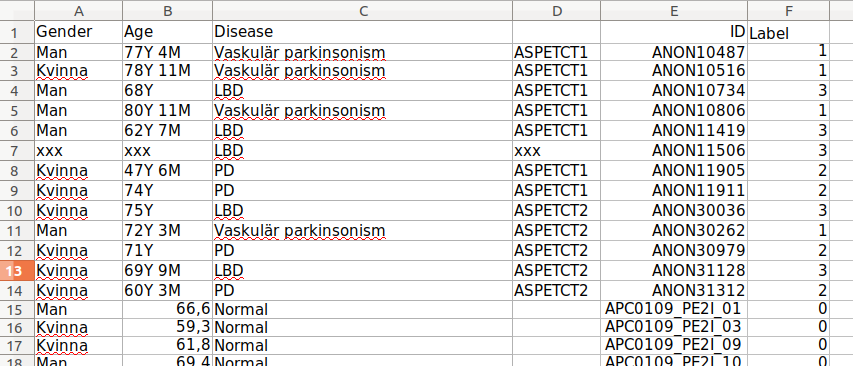 A B C D E F
1 Gender Age Disease ID Label
2 Man 77Y 4M Vaskulär parkinsonism ASPETCT1 ANON10487 1
3 Kvinna 78Y 11M Vaskulär parkinsonism ASPETCT1 ANON10516 1
4 Man 68Y LBD ASPETCT1 ANON10734 3
5 Man 80Y 11M Vaskulär parkinsonism ASPETCT1 ANON10806 1
6 Man 62Y 7M LBD ASPETCT1 ANON11419 3
7 xxx xxx LBD xxx ANON11506 3
8 Kvinna 47Y 6M PD ASPETCT1 ANON11905 2
9 Kvinna 74Y PD ASPETCT1 ANON11911 2
10 Kvinna 75Y LBD ASPETCT2 ANON30036 3
11 Man 72Y 3M Vaskulär parkinsonism ASPETCT2 ANON30262 1
12 Kvinna 71Y PD ASPETCT2 ANON30979 2
13 Kvinna 69Y 9M LBD ASPETCT2 ANON31128 3
14 Kvinna 60Y 3M PD ASPETCT2 ANON31312 2
15 Man 66,6 Normal APC0109_PE2I_01 0
16 Kvinna 59,3 Normal APC0109_PE2I_03 0
17 Kvinna 61,8 Normal APC0109_PE2I_09 0
18 Man 69,4 Normal APC0109_PE2I_10 0